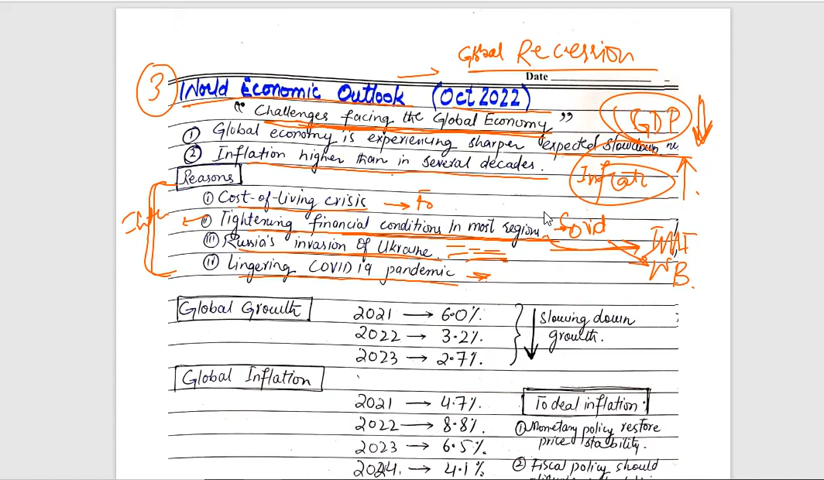 Global Recession
Date
③ World Economic Outlook (Oct 2022)
" Challenges facing the Global Economy " GDP
① Global economy is experiencing sharper expected slowdown
② Inflation higher than in several decades.
Reasons
① Cost-of-living crisis
ⅱ Tightening financial conditions In most regions
ⅲ Russia's invasion of Ukraine IMF
ⅳ Lingering COVID19 pandemic WB.
Global Growth 2021 → 6.0%. Slowing down
2022 → 3.2%. growth.
2023 → 2.7%.
Global Inflation
2021 → 4.7%. To deal inflation:
2022 → 8.8%. ① Monetary policy restore
price stability.
2023 → 6.5%
2024. → 4.1% ② Fiscal policy should